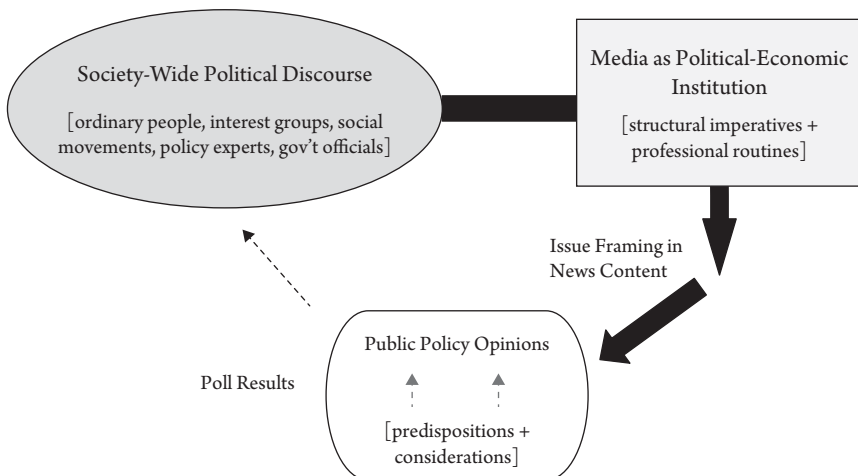 Society-Wide Political Discourse
[ordinary people, interest groups, social
movements, policy experts, gov’t officials]
Media as Political-Economic
Institution
[structural imperatives +
professional routines]
Issue Framing in
News Content
Public Policy Opinions
Poll Results
[predispositions +
considerations]